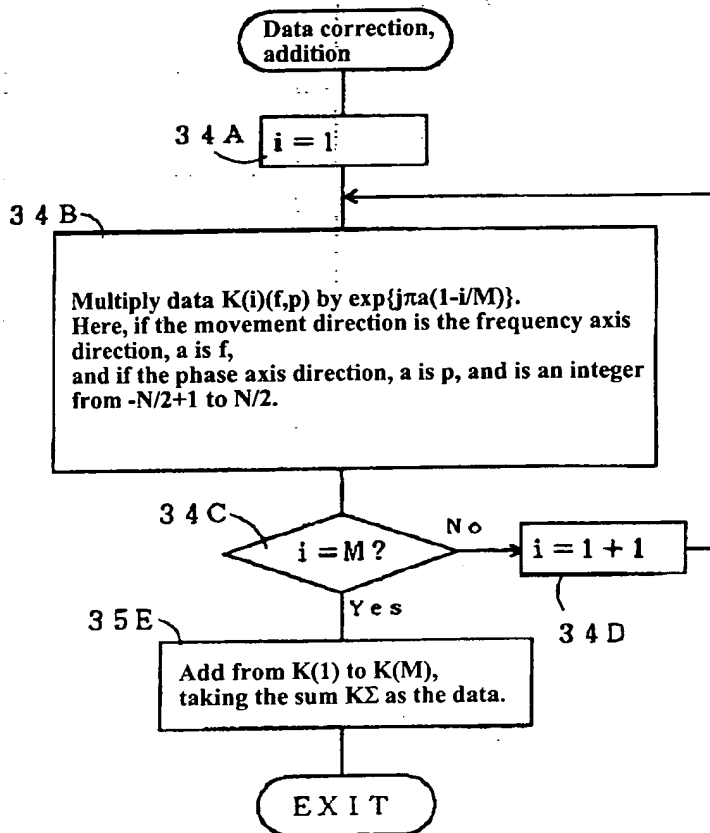 Data correction,
addition
34A
i = 1
34B
Multiply data K(i)(f,p) by exp{jπa(1-i/M)}.
Here, if the movement direction is the frequency axis
direction, a is f,
and if the phase axis direction, a is p, and is an integer
from -N/2+1 to N/2.
34C
i = M ?
No
i = 1 + 1
34D
Yes
35E
Add from K(1) to K(M),
taking the sum KΣ as the data.
EXIT